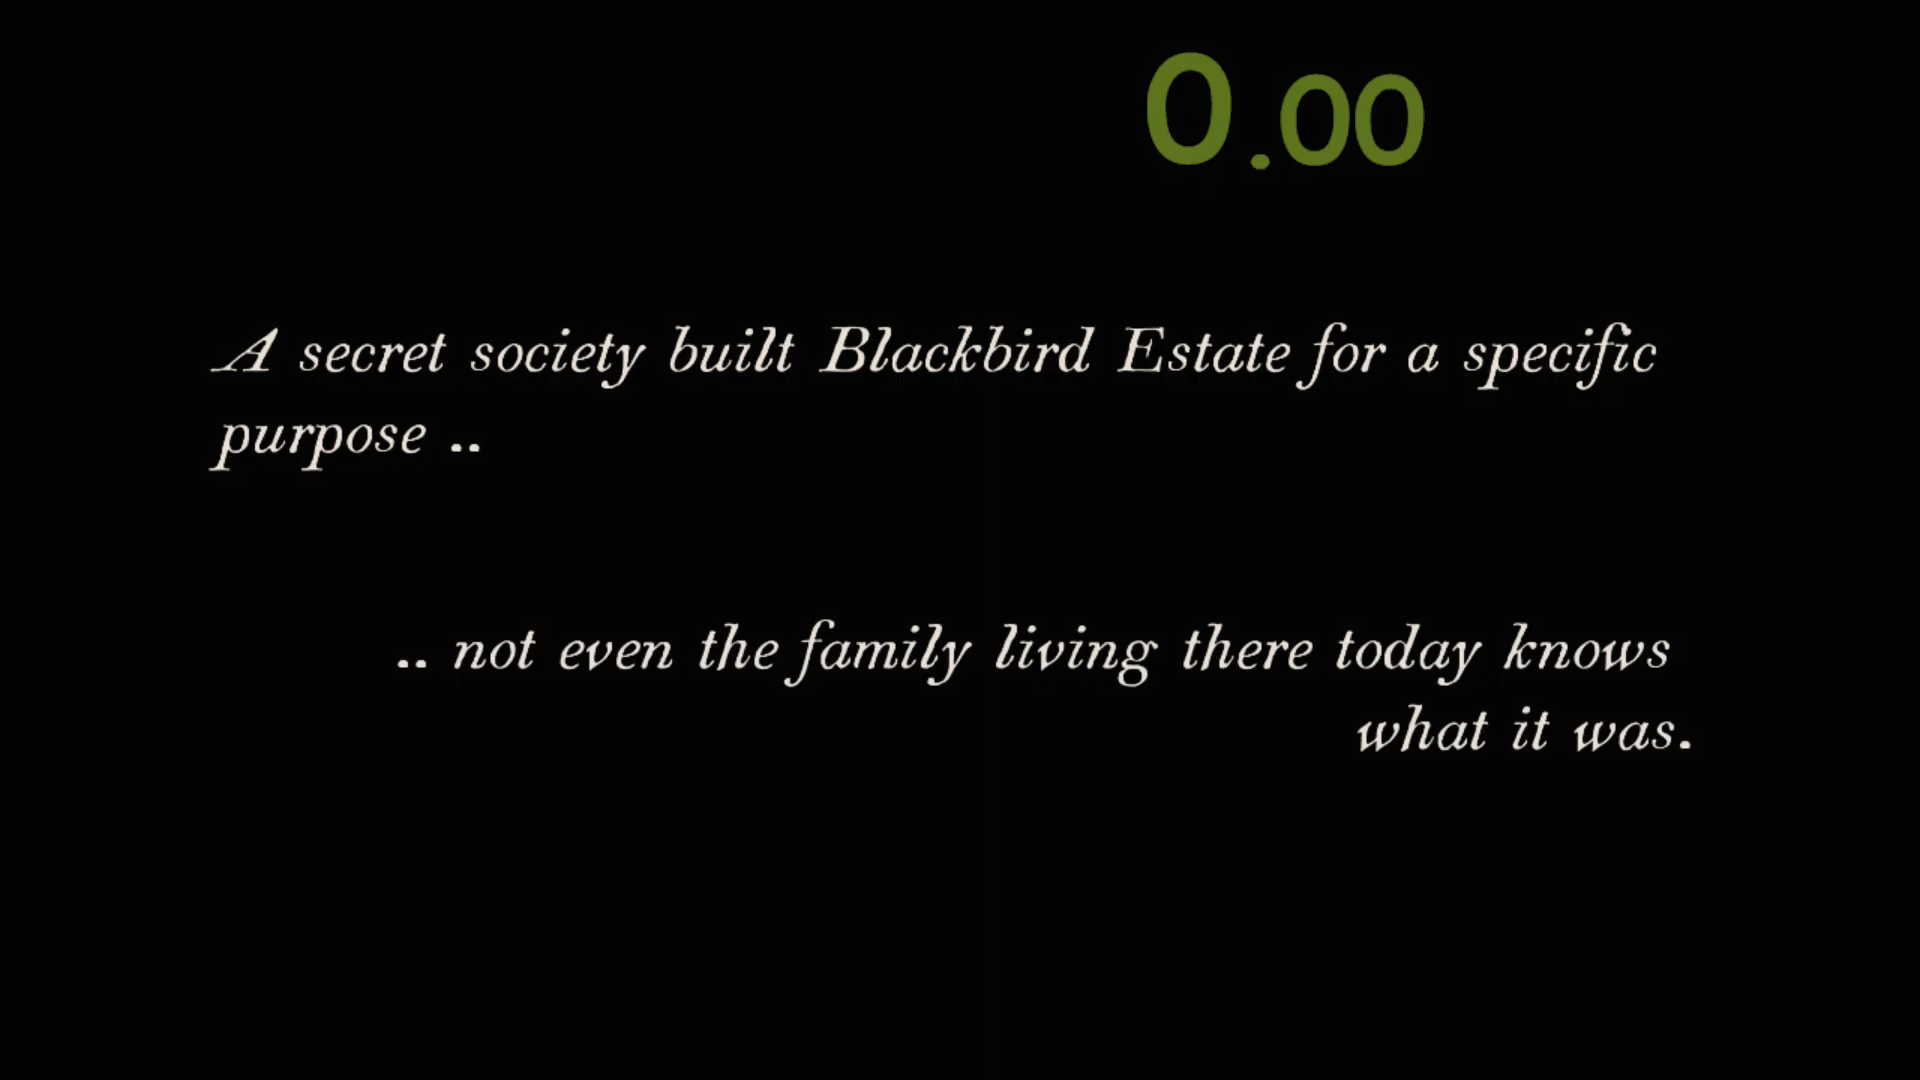 0.00
A secret society built Blackbird Estate for a specific
purpose ..
.. not even the family living there today knows
what it was.